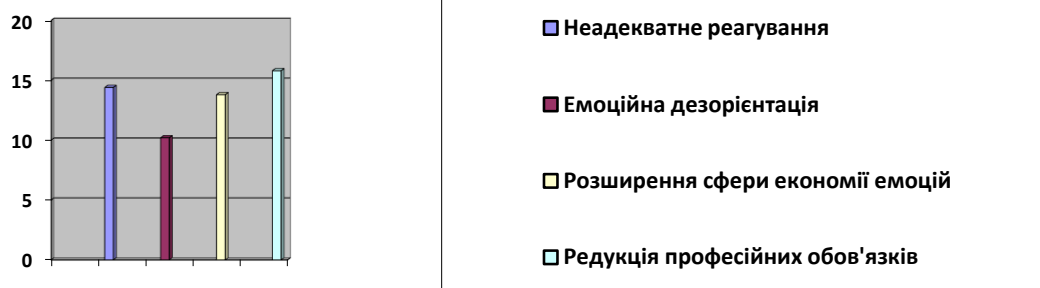 20
15
10
5
0
Неадекватне реагування
Емоційна дезорієнтація
Розширення сфери економії емоцій
Редукція професійних обов'язків